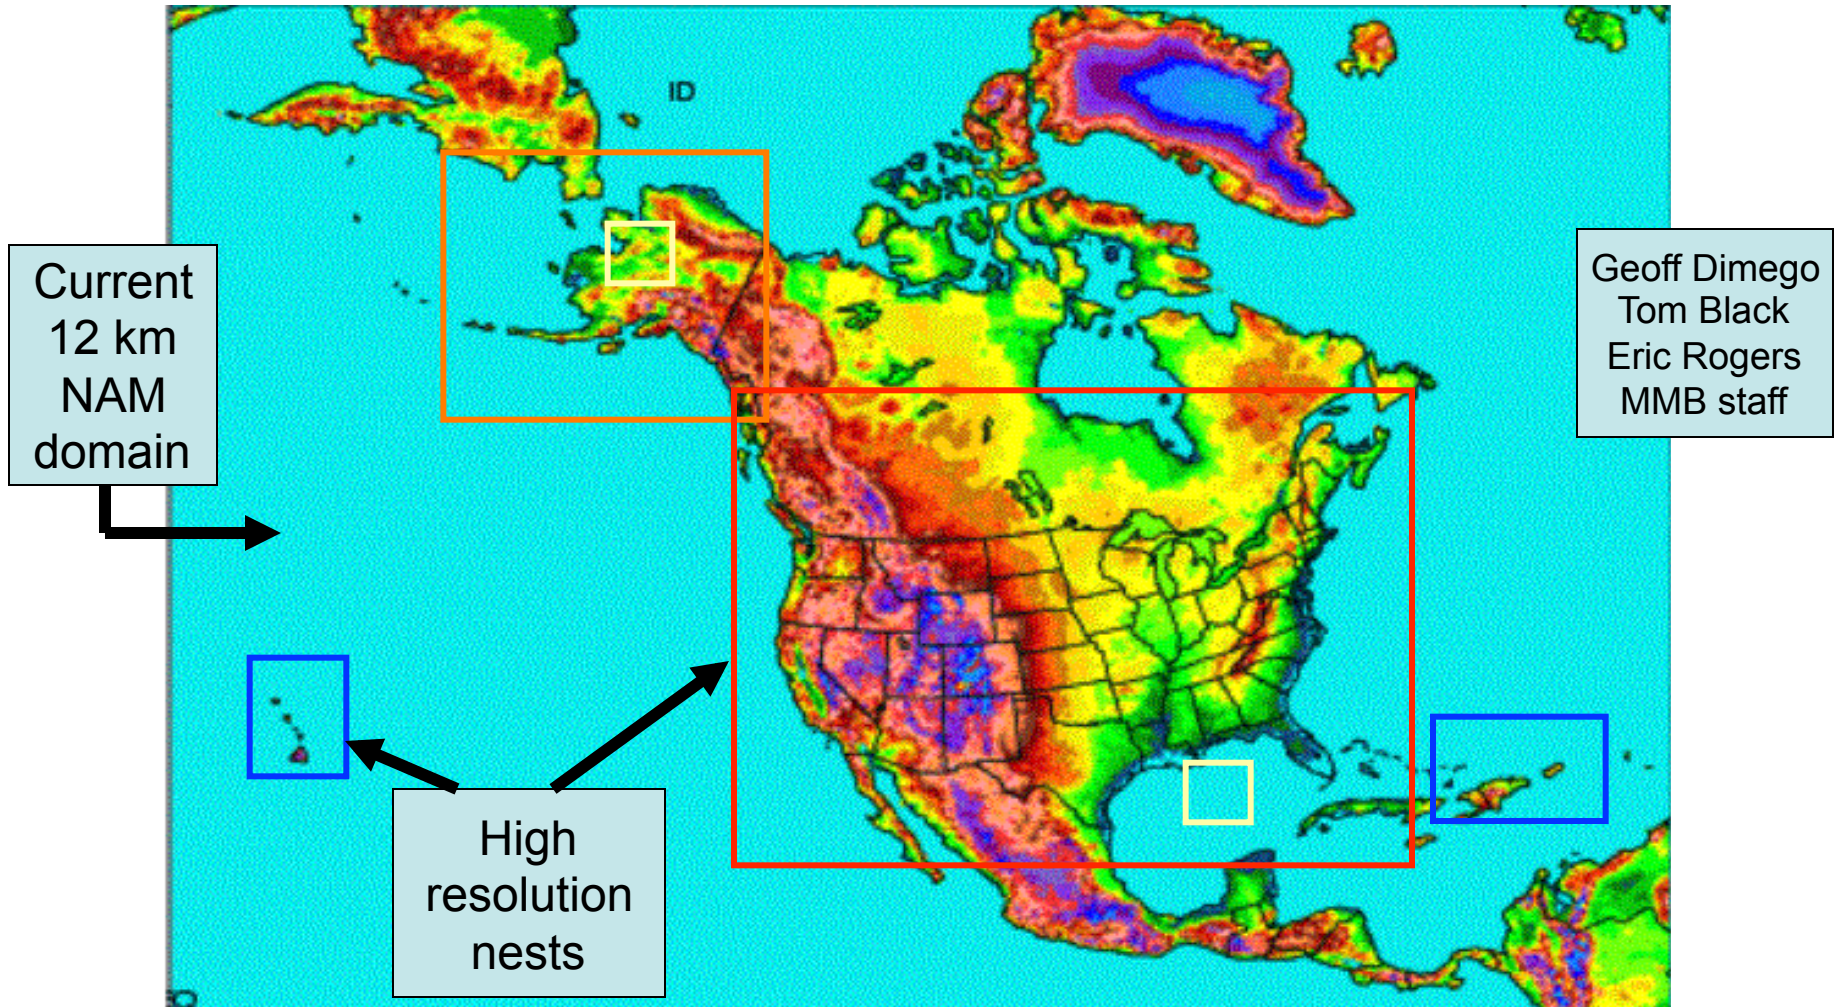 ID
Current
12 km
NAM
domain
Geoff Dimego
Tom Black
Eric Rogers
MMB staff
High
resolution
nests